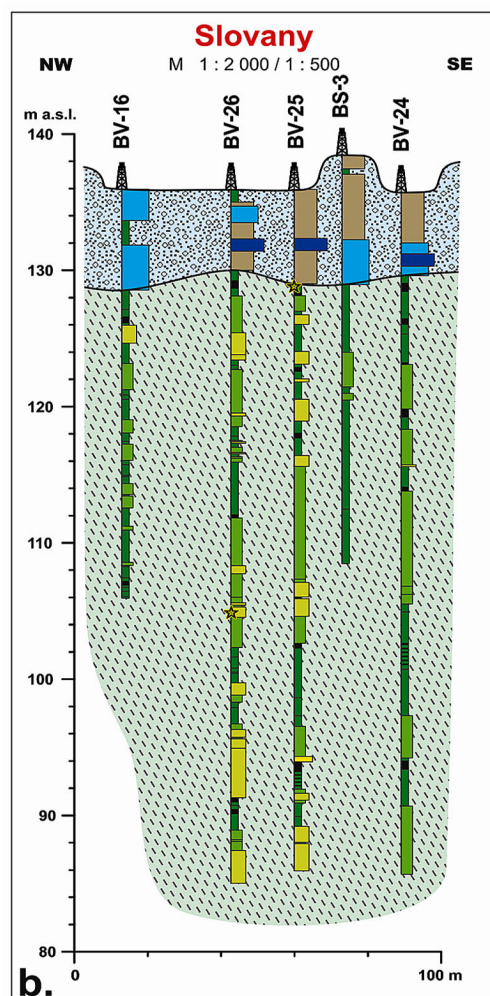 Slovany
NW M 1 : 2 000 / 1 : 500 SE
m a.s.l.
BV-16
BV-26
BV-25
BS-3
BV-24
140
130
120
110
100
90
80
0 100 m
b.